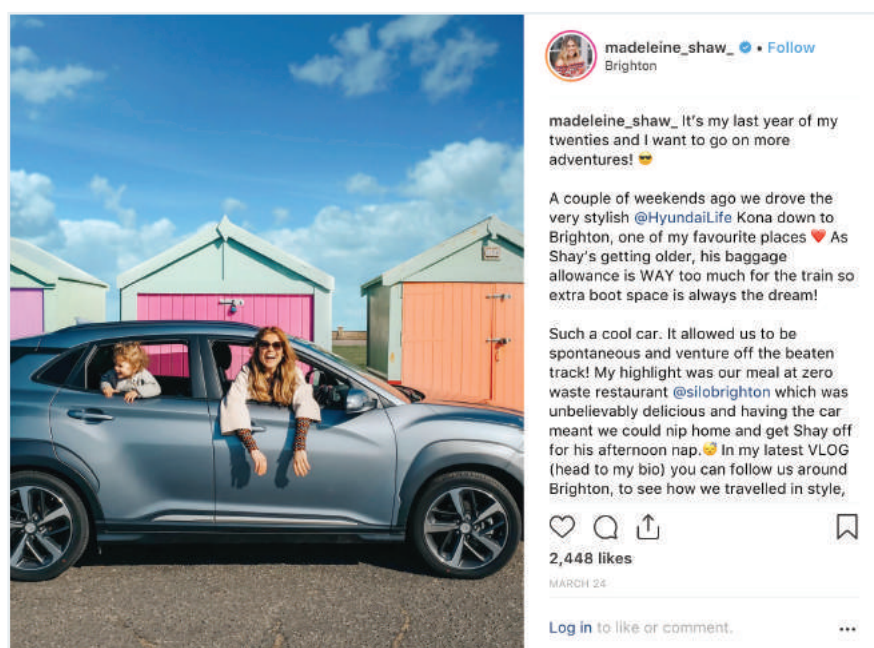 madeleine_shaw_ • Follow
Brighton
madeleine_shaw_ It's my last year of my
twenties and I want to go on more
adventures! 😎
A couple of weekends ago we drove the
very stylish @HyundaiLife Kona down to
Brighton, one of my favourite places ❤️ As
Shay's getting older, his baggage
allowance is WAY too much for the train so
extra boot space is always the dream!
Such a cool car. It allowed us to be
spontaneous and venture off the beaten
track! My highlight was our meal at zero
waste restaurant @silobrighton which was
unbelievably delicious and having the car
meant we could nip home and get Shay off
for his afternoon nap.😴 In my latest VLOG
(head to my bio) you can follow us around
Brighton, to see how we travelled in style,
2,448 likes
MARCH 24
Log in to like or comment.